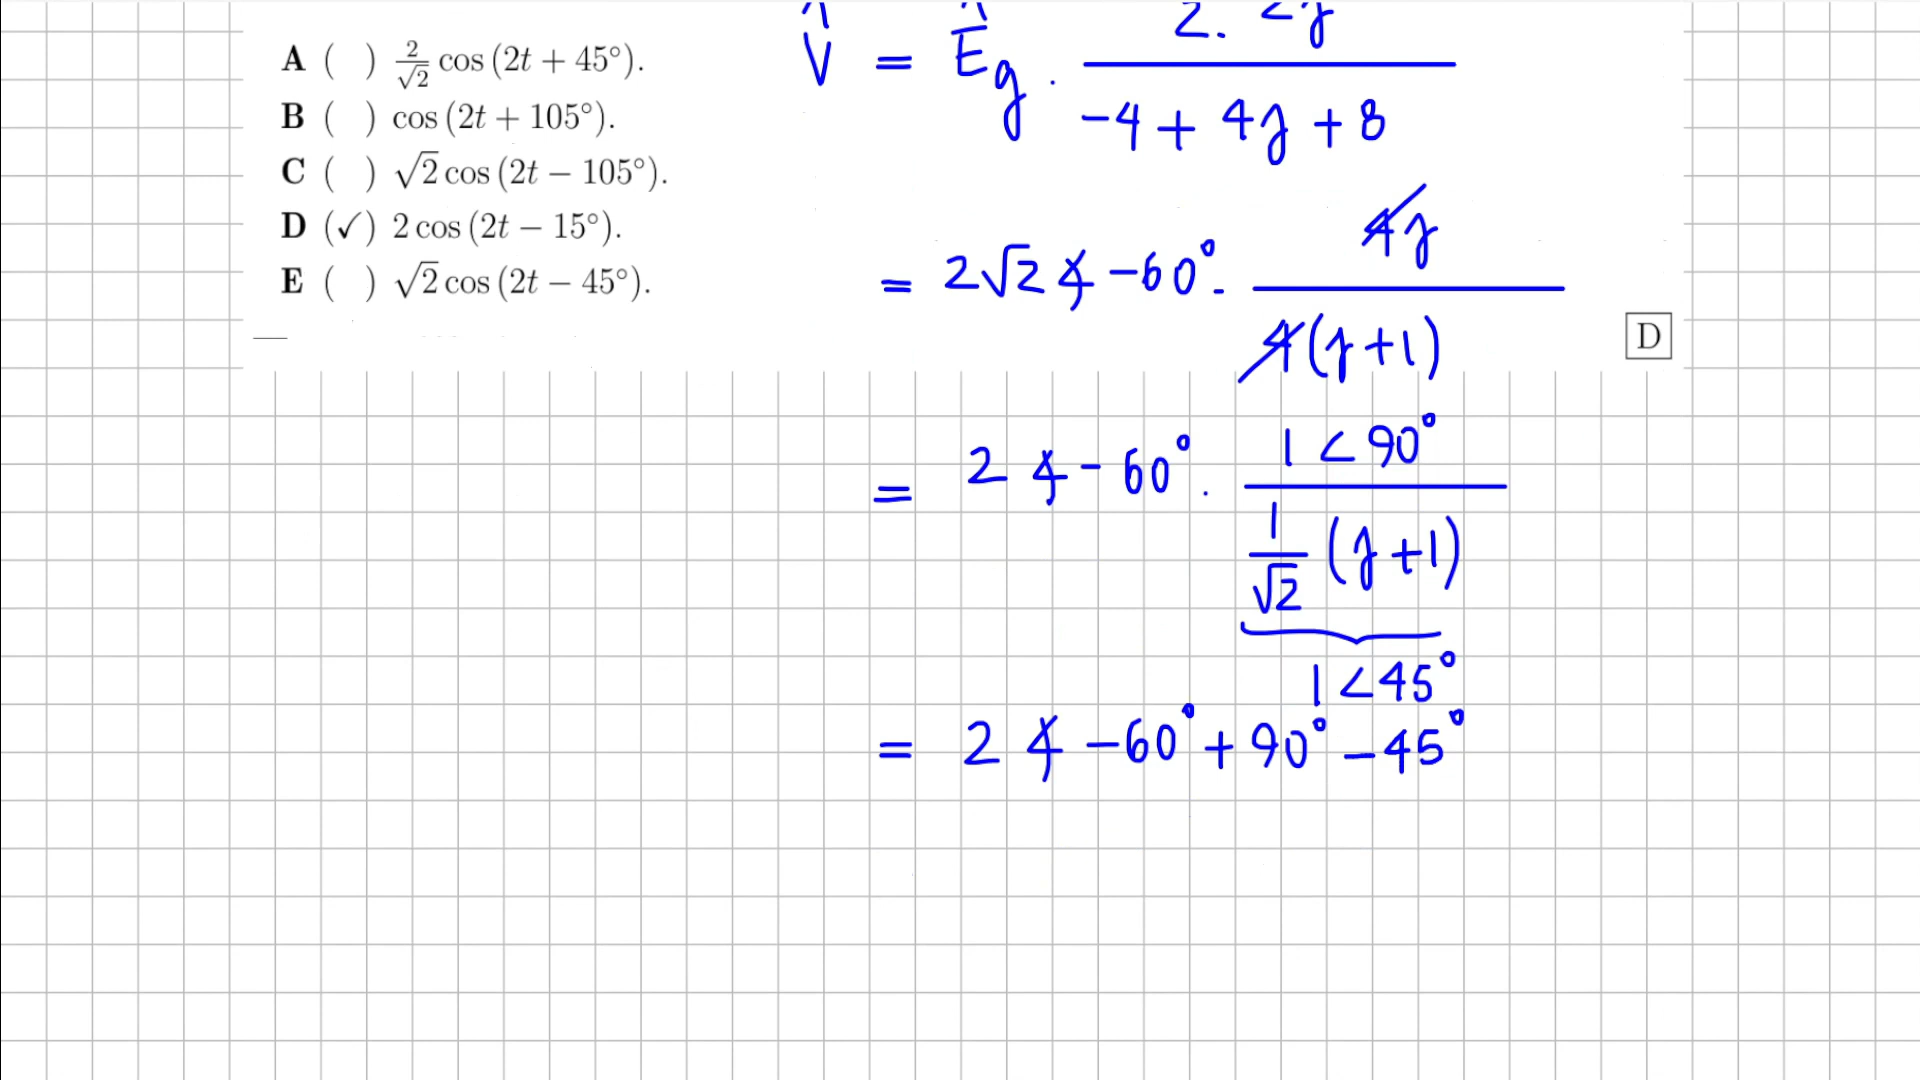 A ( ) 2/√2 cos (2t + 45°).
B ( ) cos (2t + 105°).
C ( ) √2 cos (2t − 105°).
D (✓) 2 cos (2t − 15°).
E ( ) √2 cos (2t − 45°).
D
V̂ = Ê_g · (2. 2j)/(-4 + 4j + 8)
= 2√2 ∡ -60° · 4j/(4(j+1))
= 2 ∡ -60° · (1 < 90°)/(1/√2 (j+1))
1 < 45°
= 2 ∡ -60° + 90° - 45°